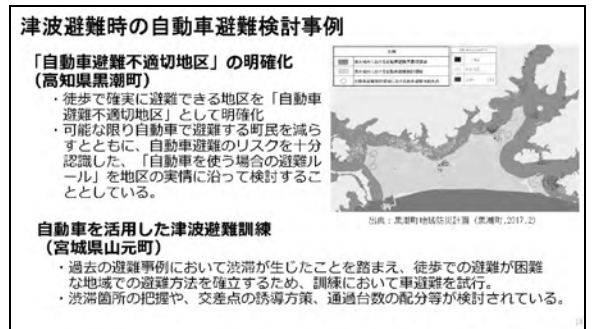 津波避難時の自動車避難検討事例
「自動車避難不適切地区」の明確化
（高知県黒潮町）
・徒歩で確実に避難できる地区を「自動車
避難不適切地区」として明確化
・可能な限り自動車で避難する町民を減ら
すとともに、自動車避難のリスクを十分
認識した、「自動車を使う場合の避難ル
ール」を地区の実情に沿って検討するこ
ととしている。
出典：黒潮町地域防災計画（黒潮町,2017.2）
自動車を活用した津波避難訓練
（宮城県山元町）
・過去の避難事例において渋滞が生じたことを踏まえ、徒歩での避難が困難
な地域での避難方法を確立するため、訓練において車避難を試行。
・渋滞箇所の把握や、交差点の誘導方策、通過台数の配分等が検討されている。